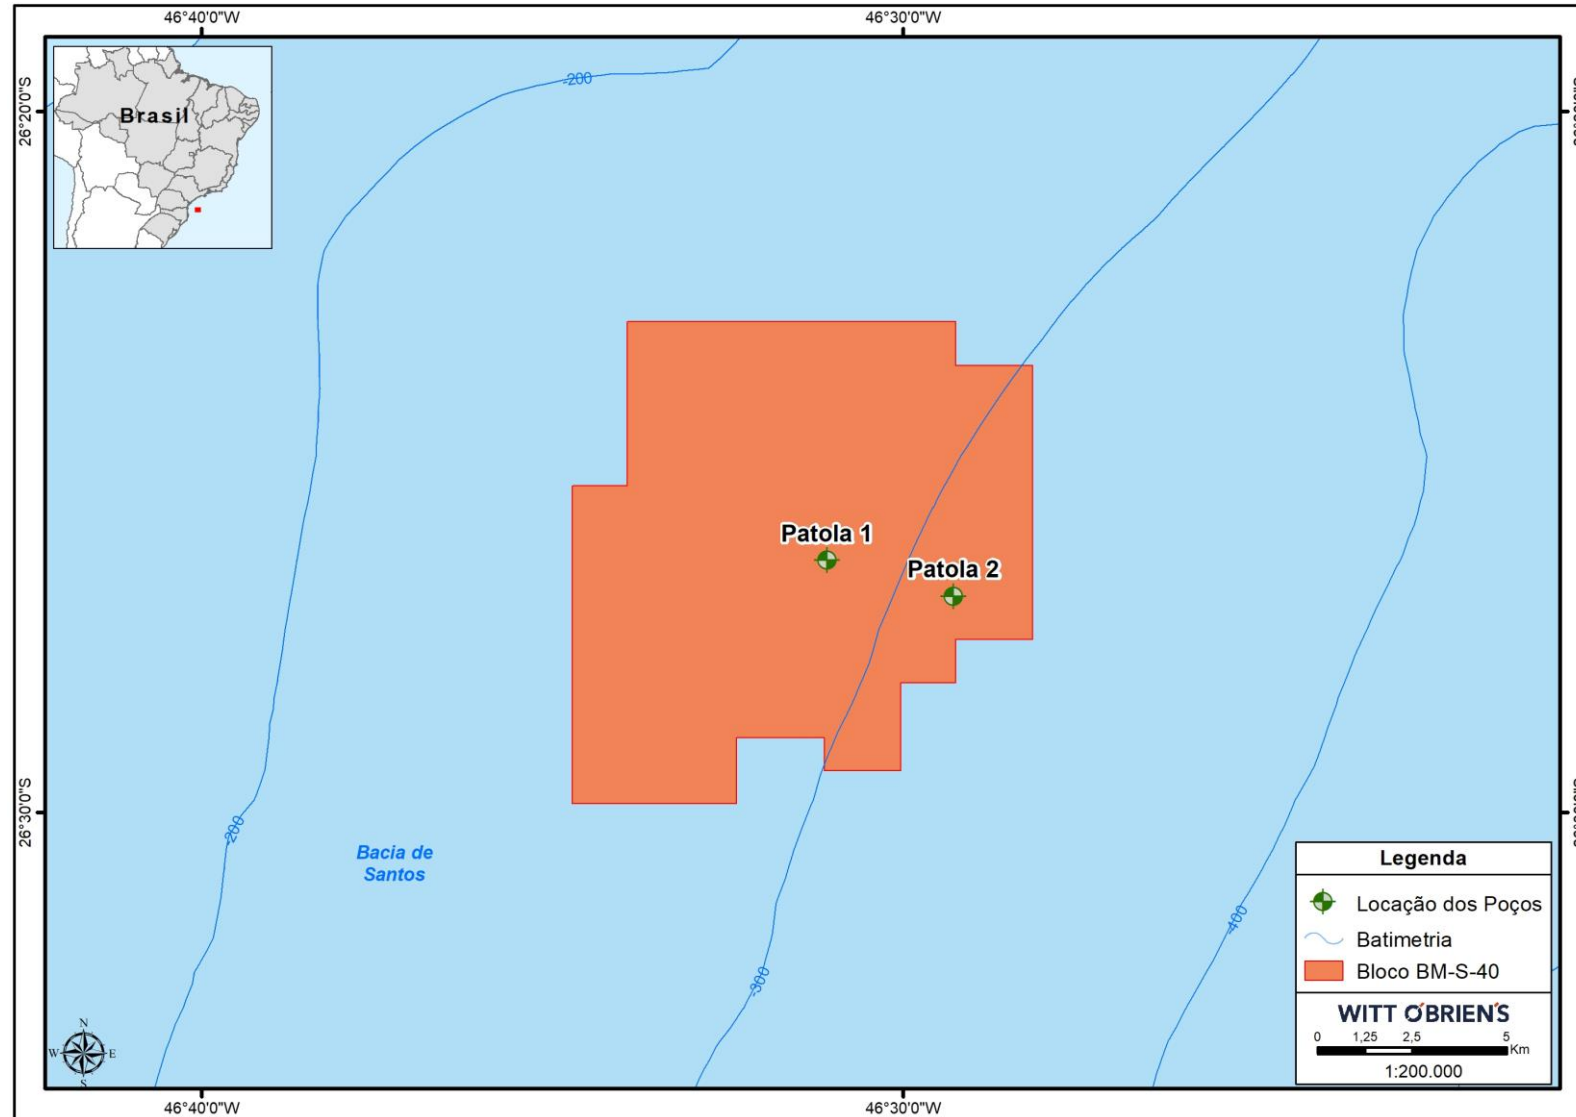 46°40'0"W
46°30'0"W
26°20'0"S
Brasil
-200
Patola 1
Patola 2
26°30'0"S
-200
Bacia de
Santos
-300
-400
N
W
E
S
Legenda
Locação dos Poços
Batimetria
Bloco BM-S-40
WITT O'BRIEN'S
0 1,25 2,5 5
Km
1:200.000
46°40'0"W
46°30'0"W